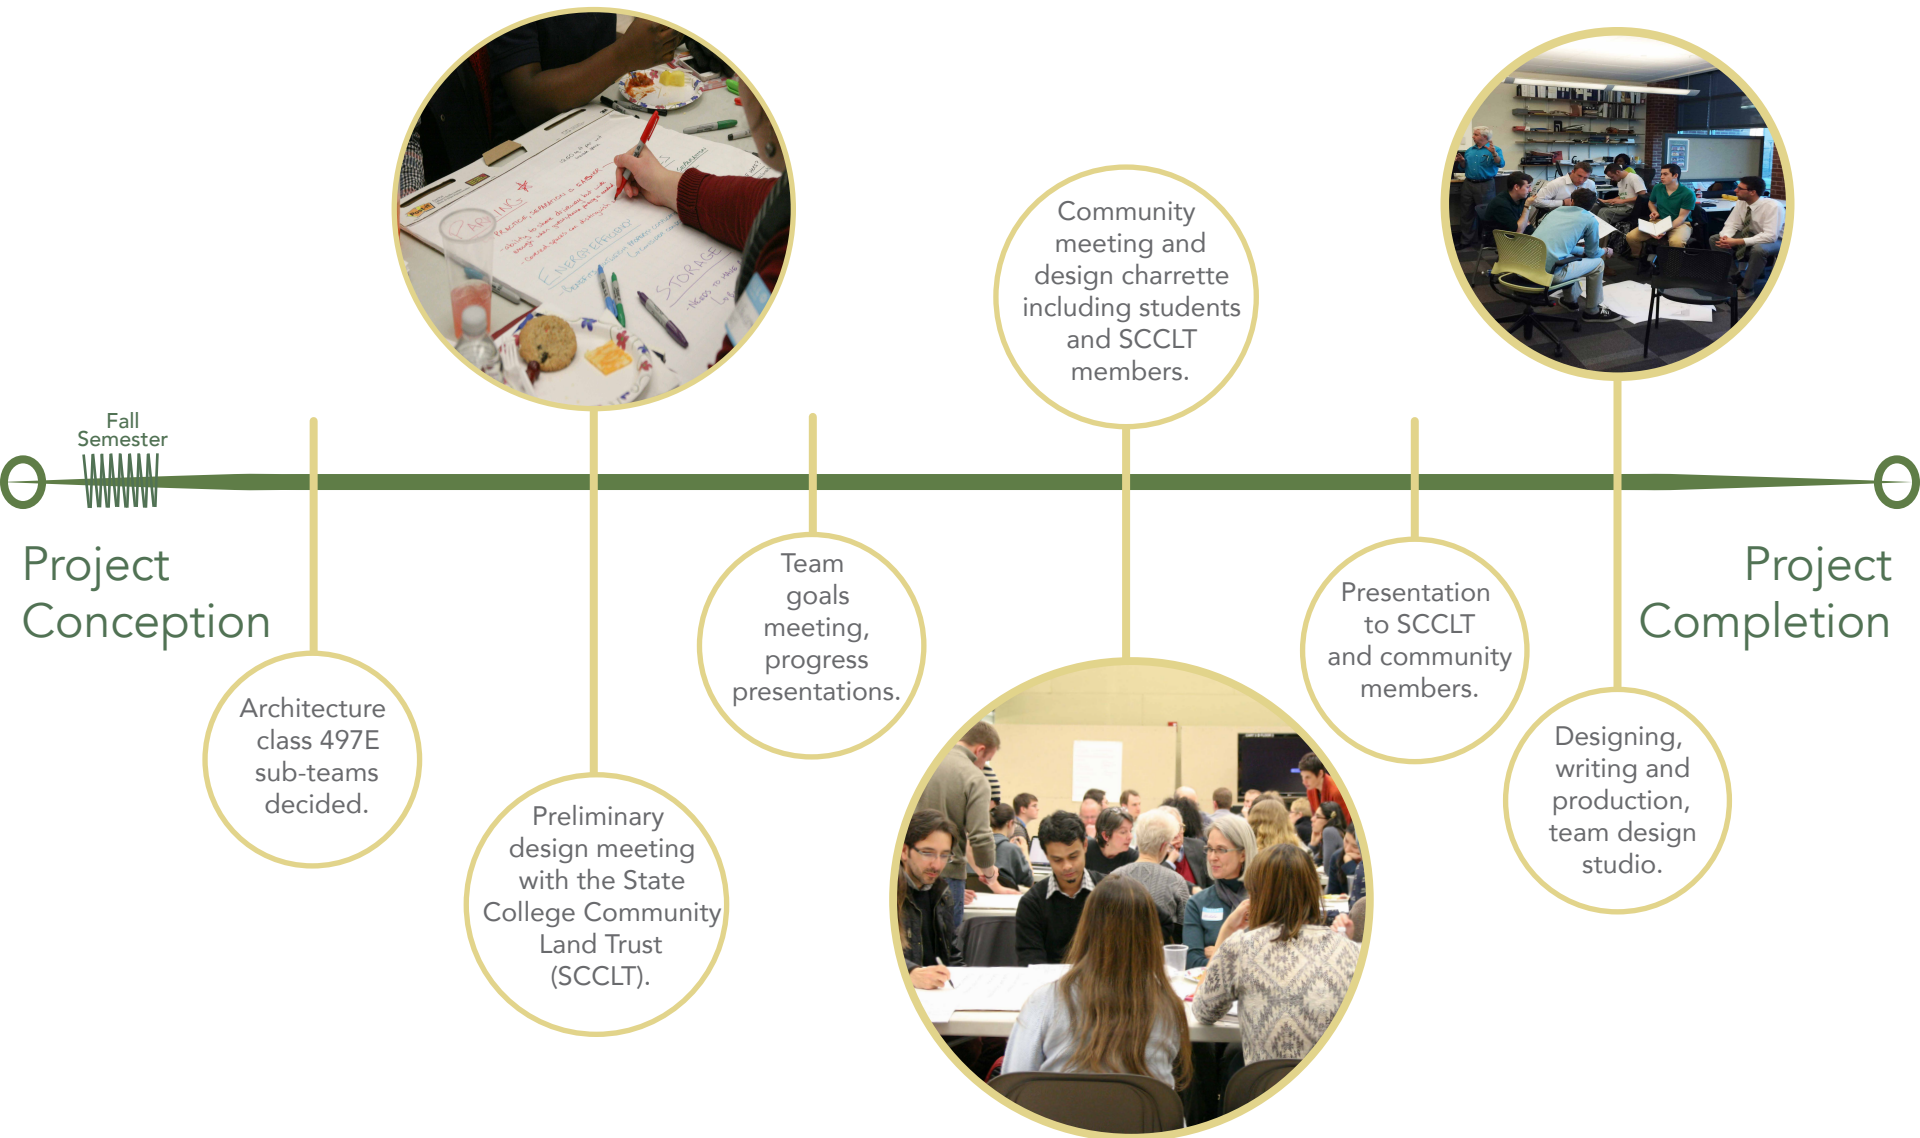 Fall
Semester
Project
Conception
Architecture
class 497E
sub-teams
decided.
PARKING
ENERGY EFFICIENT
STORAGE
Preliminary
design meeting
with the State
College Community
Land Trust
(SCCLT).
Team
goals
meeting,
progress
presentations.
Community
meeting and
design charrette
including students
and SCCLT
members.
Presentation
to SCCLT
and community
members.
Designing,
writing and
production,
team design
studio.
Project
Completion